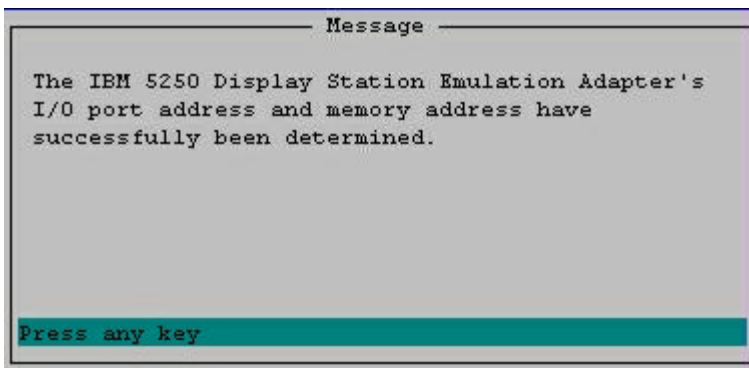 Message
The IBM 5250 Display Station Emulation Adapter's
I/O port address and memory address have
successfully been determined.
Press any key